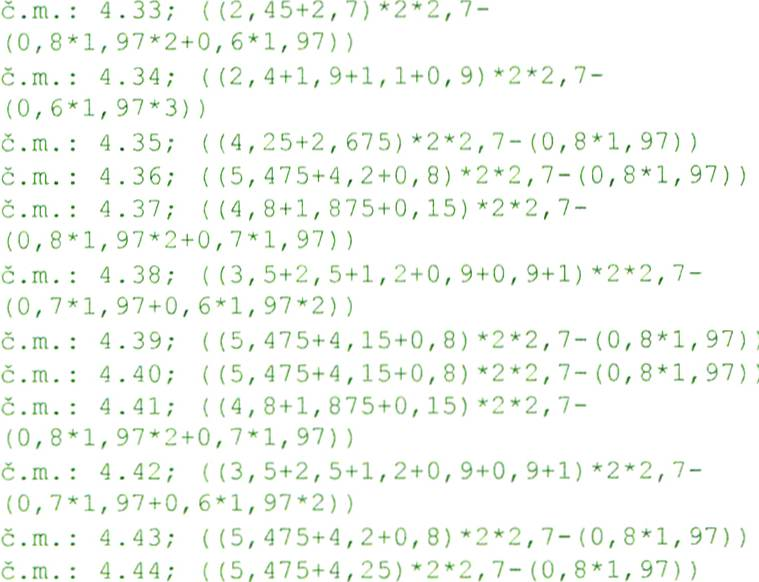 č.m.: 4.33; ((2,45+2,7)*2*2,7-
(0,8*1,97*2+0,6*1,97))
č.m.: 4.34; ((2,4+1,9+1,1+0,9)*2*2,7-
(0,6*1,97*3))
č.m.: 4.35; ((4,25+2,675)*2*2,7-(0,8*1,97))
č.m.: 4.36; ((5,475+4,2+0,8)*2*2,7-(0,8*1,97))
č.m.: 4.37; ((4,8+1,875+0,15)*2*2,7-
(0,8*1,97*2+0,7*1,97))
č.m.: 4.38; ((3,5+2,5+1,2+0,9+0,9+1)*2*2,7-
(0,7*1,97+0,6*1,97*2))
č.m.: 4.39; ((5,475+4,15+0,8)*2*2,7-(0,8*1,97))
č.m.: 4.40; ((5,475+4,15+0,8)*2*2,7-(0,8*1,97))
č.m.: 4.41; ((4,8+1,875+0,15)*2*2,7-
(0,8*1,97*2+0,7*1,97))
č.m.: 4.42; ((3,5+2,5+1,2+0,9+0,9+1)*2*2,7-
(0,7*1,97+0,6*1,97*2))
č.m.: 4.43; ((5,475+4,2+0,8)*2*2,7-(0,8*1,97))
č.m.: 4.44; ((5,475+4,25)*2*2,7-(0,8*1,97))